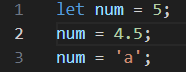 1 let num = 5;
2 num = 4.5;
3 num = 'a';